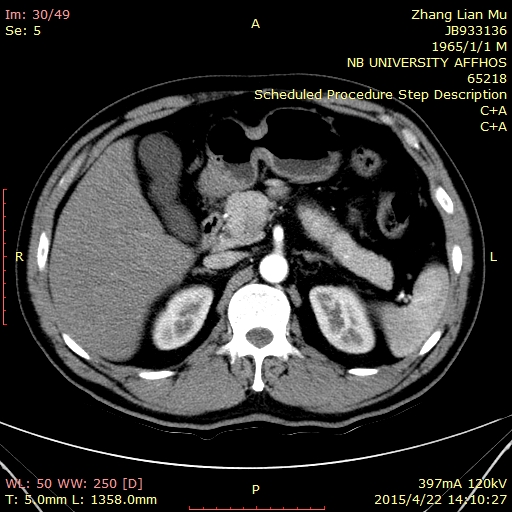 Im: 30/49
Se: 5
A
Zhang Lian Mu
JB933136
1965/1/1 M
NB UNIVERSITY AFFHOS
65218
Scheduled Procedure Step Description
C+A
C+A
R
L
WL: 50 WW: 250 [D]
T: 5.0mm L: 1358.0mm
P
397mA 120kV
2015/4/22 14:10:27